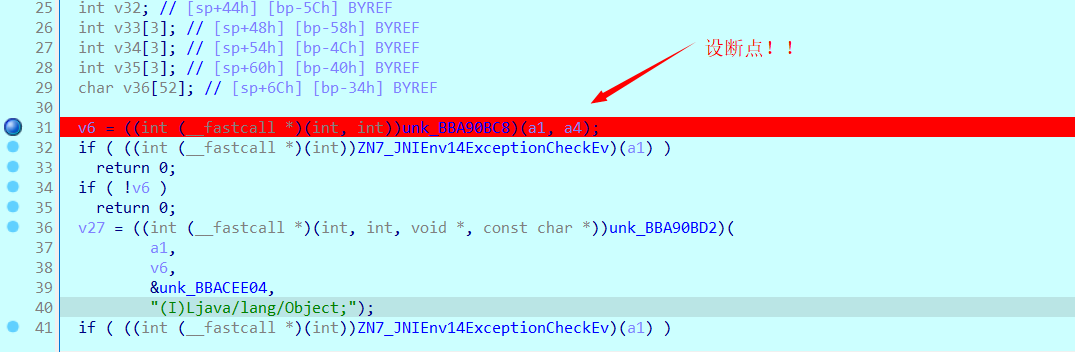 25 int v32; // [sp+44h] [bp-5Ch] BYREF
26 int v33[3]; // [sp+48h] [bp-58h] BYREF
27 int v34[3]; // [sp+54h] [bp-4Ch] BYREF
28 int v35[3]; // [sp+60h] [bp-40h] BYREF
29 char v36[52]; // [sp+6Ch] [bp-34h] BYREF
设断点！！
30
31 v6 = ((int (__fastcall *)(int, int))unk_BBA90BC8)(a1, a4);
32 if ( ((int (__fastcall *)(int))ZN7_JNIEnv14ExceptionCheckEv)(a1) )
33 return 0;
34 if ( !v6 )
35 return 0;
36 v27 = ((int (__fastcall *)(int, int, void *, const char *))unk_BBA90BD2)(
37 a1,
38 v6,
39 &unk_BBACEE04,
40 "(I)Ljava/lang/Object;");
41 if ( ((int (__fastcall *)(int))ZN7_JNIEnv14ExceptionCheckEv)(a1) )